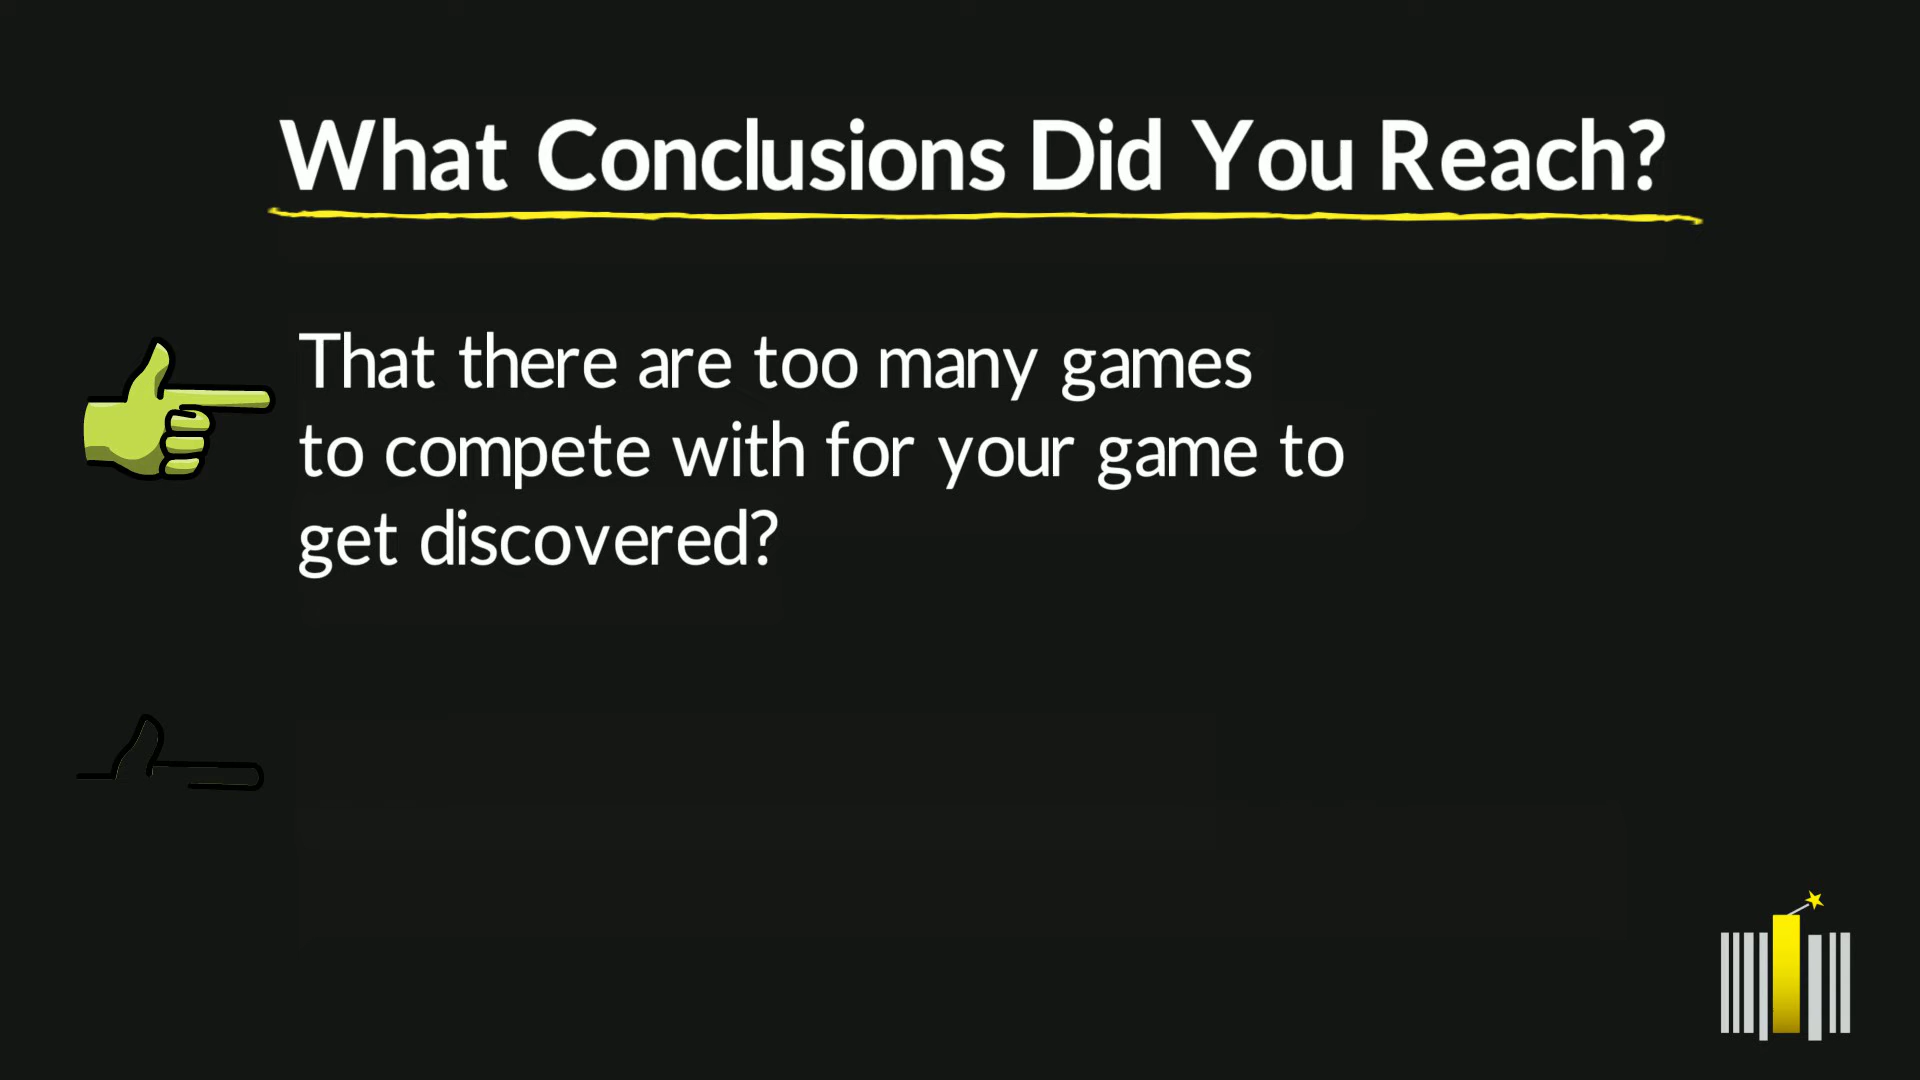 What Conclusions Did You Reach?
That there are too many games
to compete with for your game to
get discovered?